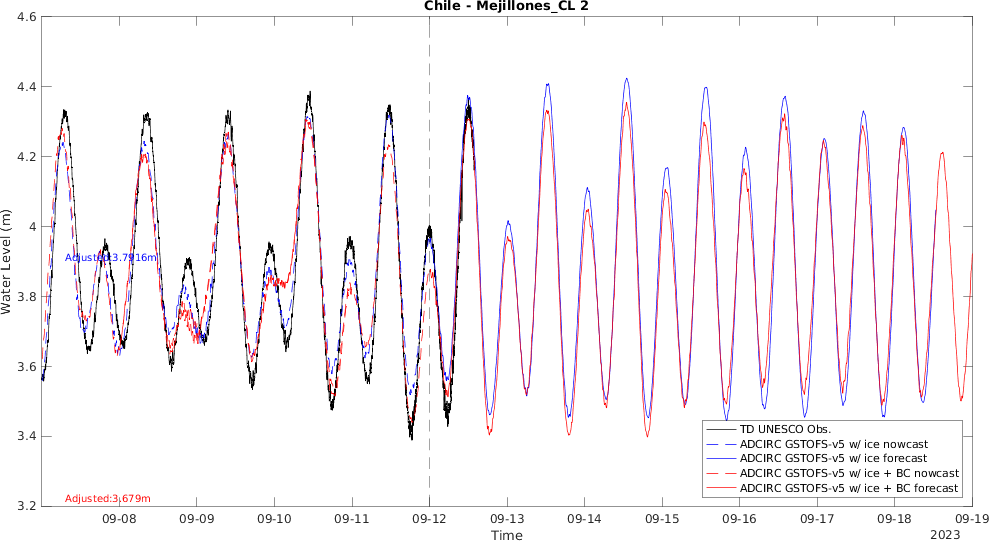 Chile - Mejillones_CL 2
4.6
4.4
4.2
4
3.8
3.6
3.4
3.2
Water Level (m)
Adjusted:3.7916m
Adjusted:3.679m
TD UNESCO Obs.
ADCIRC GSTOFS-v5 w/ ice nowcast
ADCIRC GSTOFS-v5 w/ ice forecast
ADCIRC GSTOFS-v5 w/ ice + BC nowcast
ADCIRC GSTOFS-v5 w/ ice + BC forecast
09-08 09-09 09-10 09-11 09-12 09-13 09-14 09-15 09-16 09-17 09-18 09-19
Time
2023